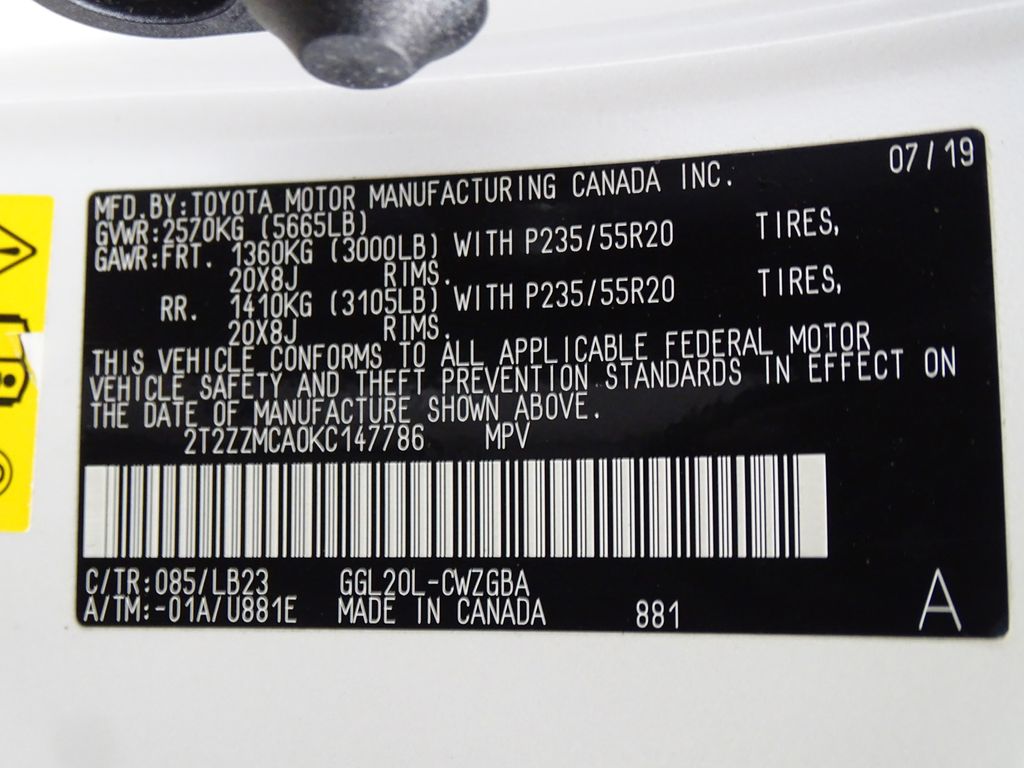 07/19
MFD.BY:TOYOTA MOTOR MANUFACTURING CANADA INC.
GVWR:2570KG (5665LB)
GAWR:FRT. 1360KG (3000LB) WITH P235/55R20 TIRES,
20X8J RIMS.
RR. 1410KG (3105LB) WITH P235/55R20 TIRES,
20X8J RIMS.
THIS VEHICLE CONFORMS TO ALL APPLICABLE FEDERAL MOTOR
VEHICLE SAFETY AND THEFT PREVENTION STANDARDS IN EFFECT ON
THE DATE OF MANUFACTURE SHOWN ABOVE.
2T2ZZMCA0KC147786 MPV
C/TR:085/LB23 GGL20L-CWZGBA
A/TM:-01A/U881E MADE IN CANADA 881 A